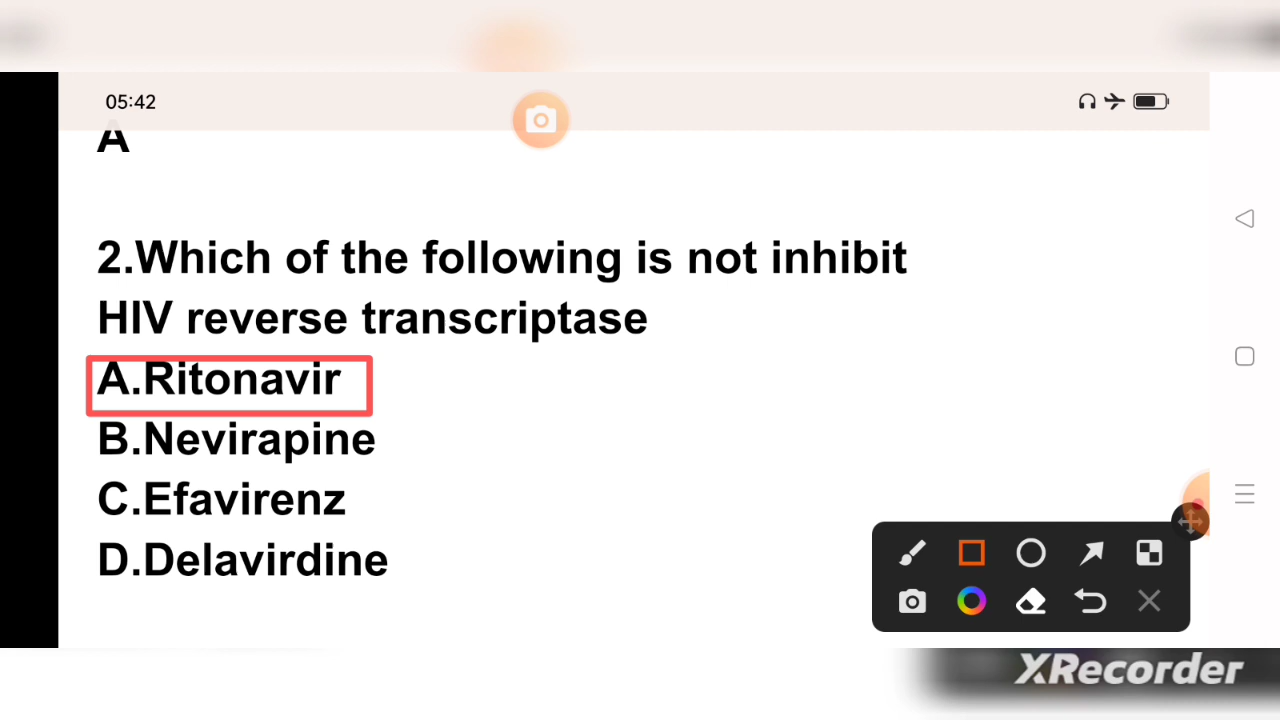 05:42
A
2.Which of the following is not inhibit
HIV reverse transcriptase
A.Ritonavir
B.Nevirapine
C.Efavirenz
D.Delavirdine
XRecorder